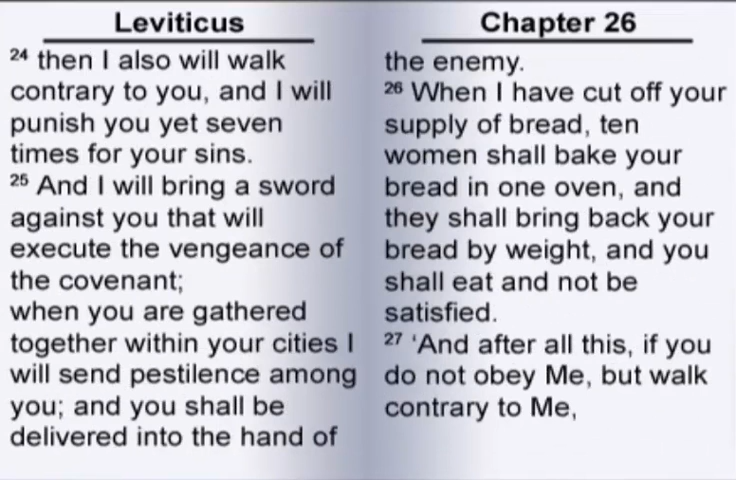 Leviticus
24 then I also will walk
contrary to you, and I will
punish you yet seven
times for your sins.
25 And I will bring a sword
against you that will
execute the vengeance of
the covenant;
when you are gathered
together within your cities I
will send pestilence among
you; and you shall be
delivered into the hand of
Chapter 26
the enemy.
26 When I have cut off your
supply of bread, ten
women shall bake your
bread in one oven, and
they shall bring back your
bread by weight, and you
shall eat and not be
satisfied.
27 'And after all this, if you
do not obey Me, but walk
contrary to Me,